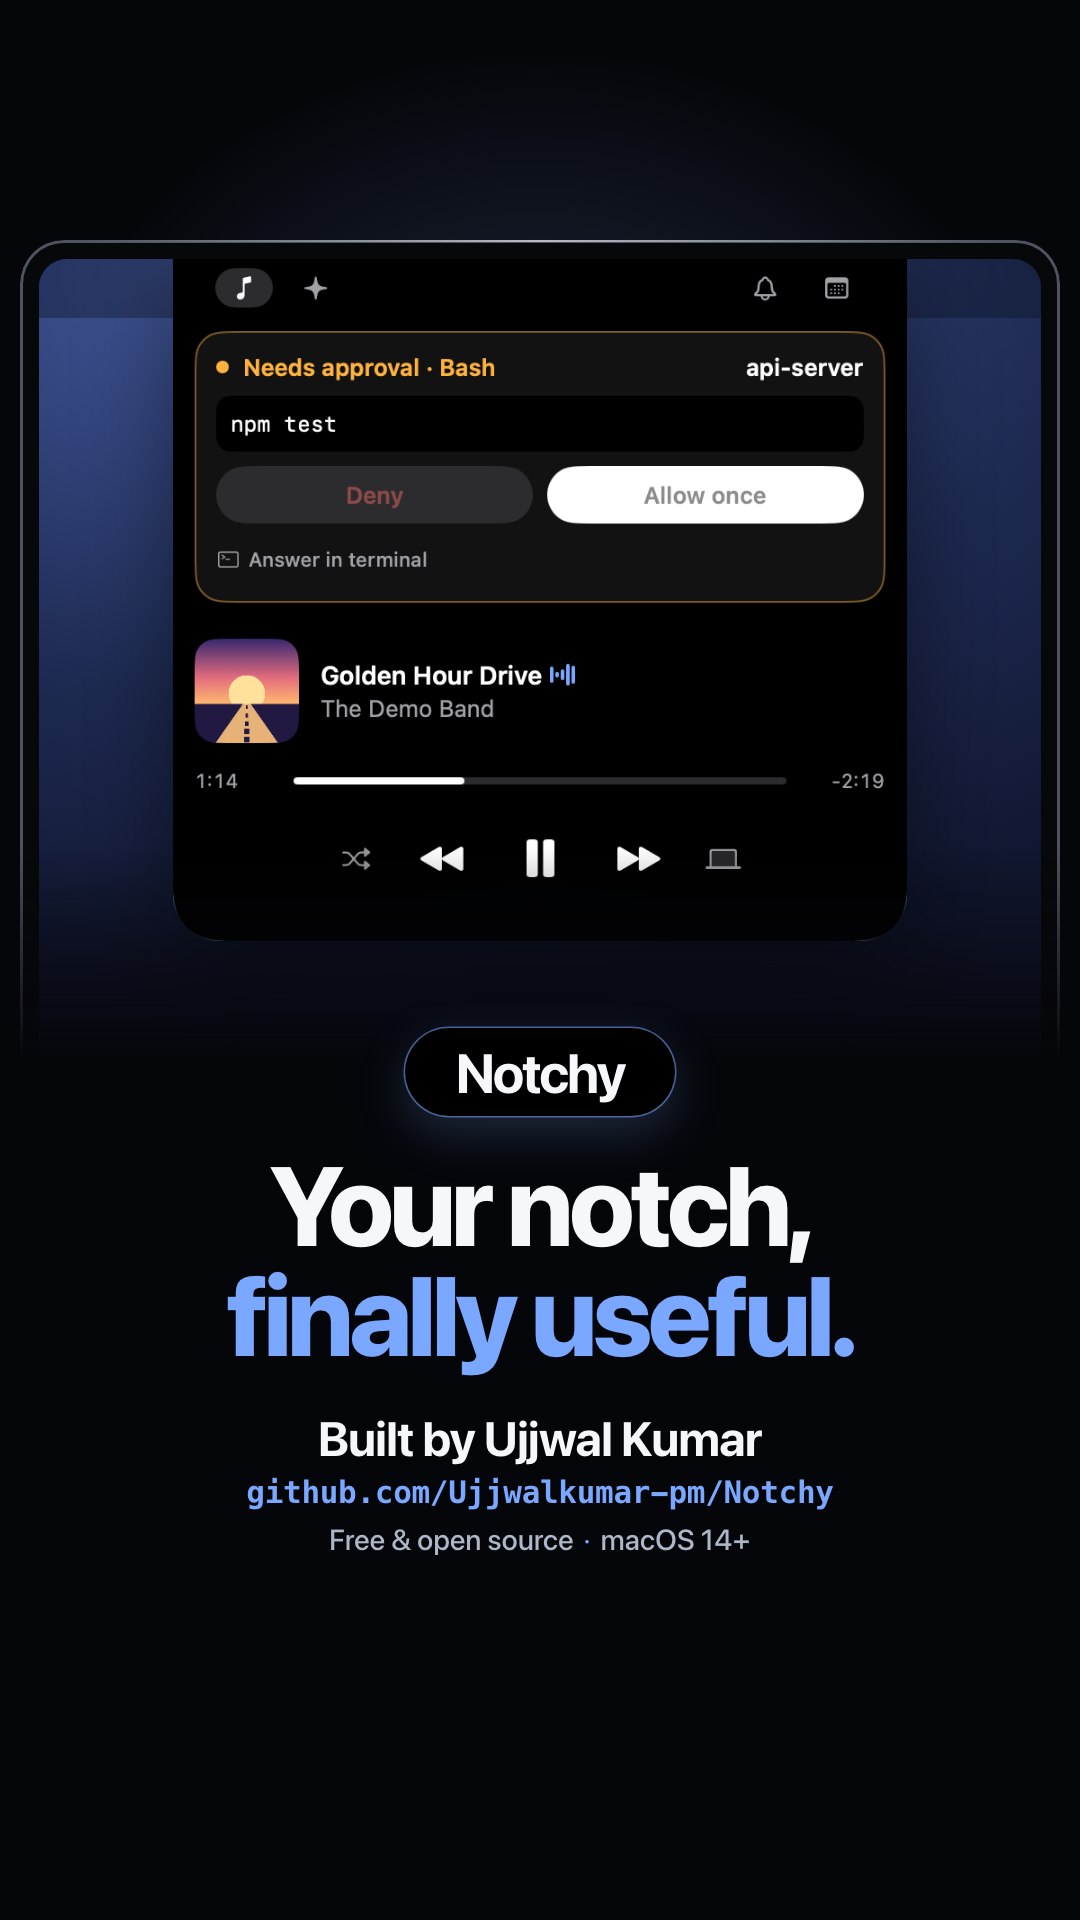 Needs approval · Bash api-server
npm test
Deny Allow once
Answer in terminal
Golden Hour Drive
The Demo Band
1:14 -2:19
Notchy
Your notch,
finally useful.
Built by Ujjwal Kumar
github.com/Ujjwalkumar-pm/Notchy
Free & open source · macOS 14+